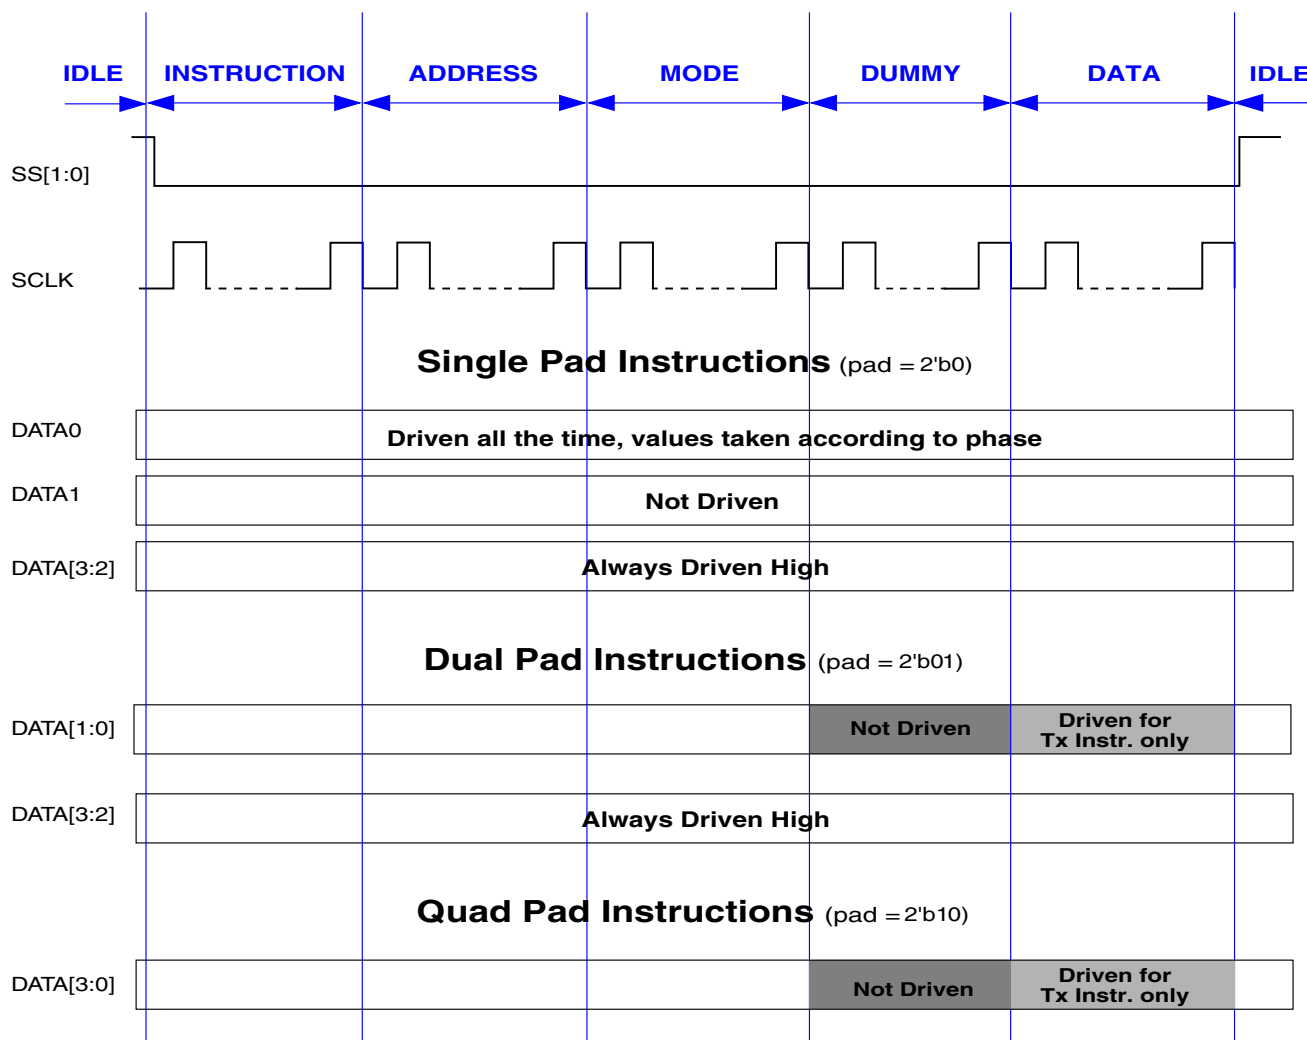 IDLE INSTRUCTION ADDRESS MODE DUMMY DATA IDLE
SS[1:0]
SCLK
Single Pad Instructions (pad = 2'b0)
DATA0 Driven all the time, values taken according to phase
DATA1 Not Driven
DATA[3:2] Always Driven High
Dual Pad Instructions (pad = 2'b01)
DATA[1:0] Not Driven Driven for
Tx Instr. only
DATA[3:2] Always Driven High
Quad Pad Instructions (pad = 2'b10)
DATA[3:0] Not Driven Driven for
Tx Instr. only